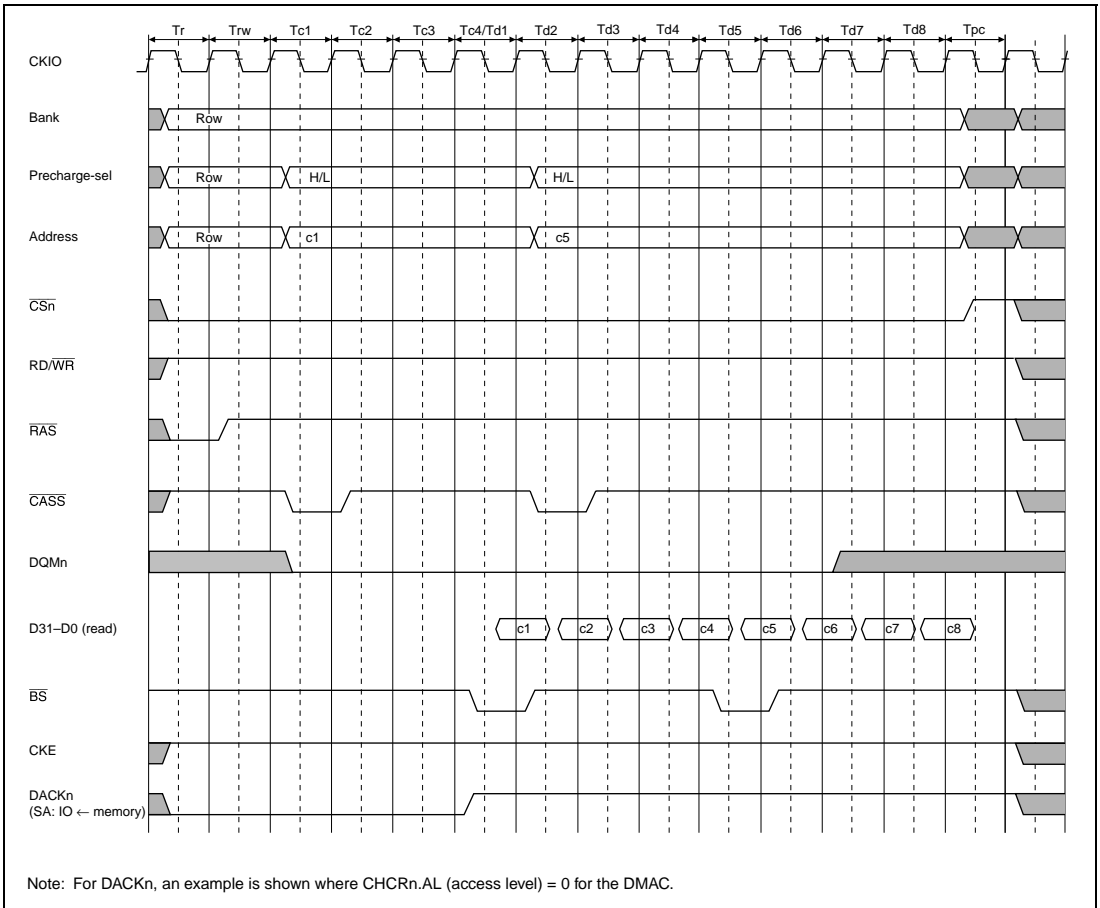 Tr Trw Tc1 Tc2 Tc3 Tc4/Td1 Td2 Td3 Td4 Td5 Td6 Td7 Td8 Tpc
CKIO
Bank Row
Precharge-sel Row H/L H/L
Address Row c1 c5
CSn
RD/WR
RAS
CASS
DQMn
D31–D0 (read) c1 c2 c3 c4 c5 c6 c7 c8
BS
CKE
DACKn
(SA: IO ← memory)
Note: For DACKn, an example is shown where CHCRn.AL (access level) = 0 for the DMAC.